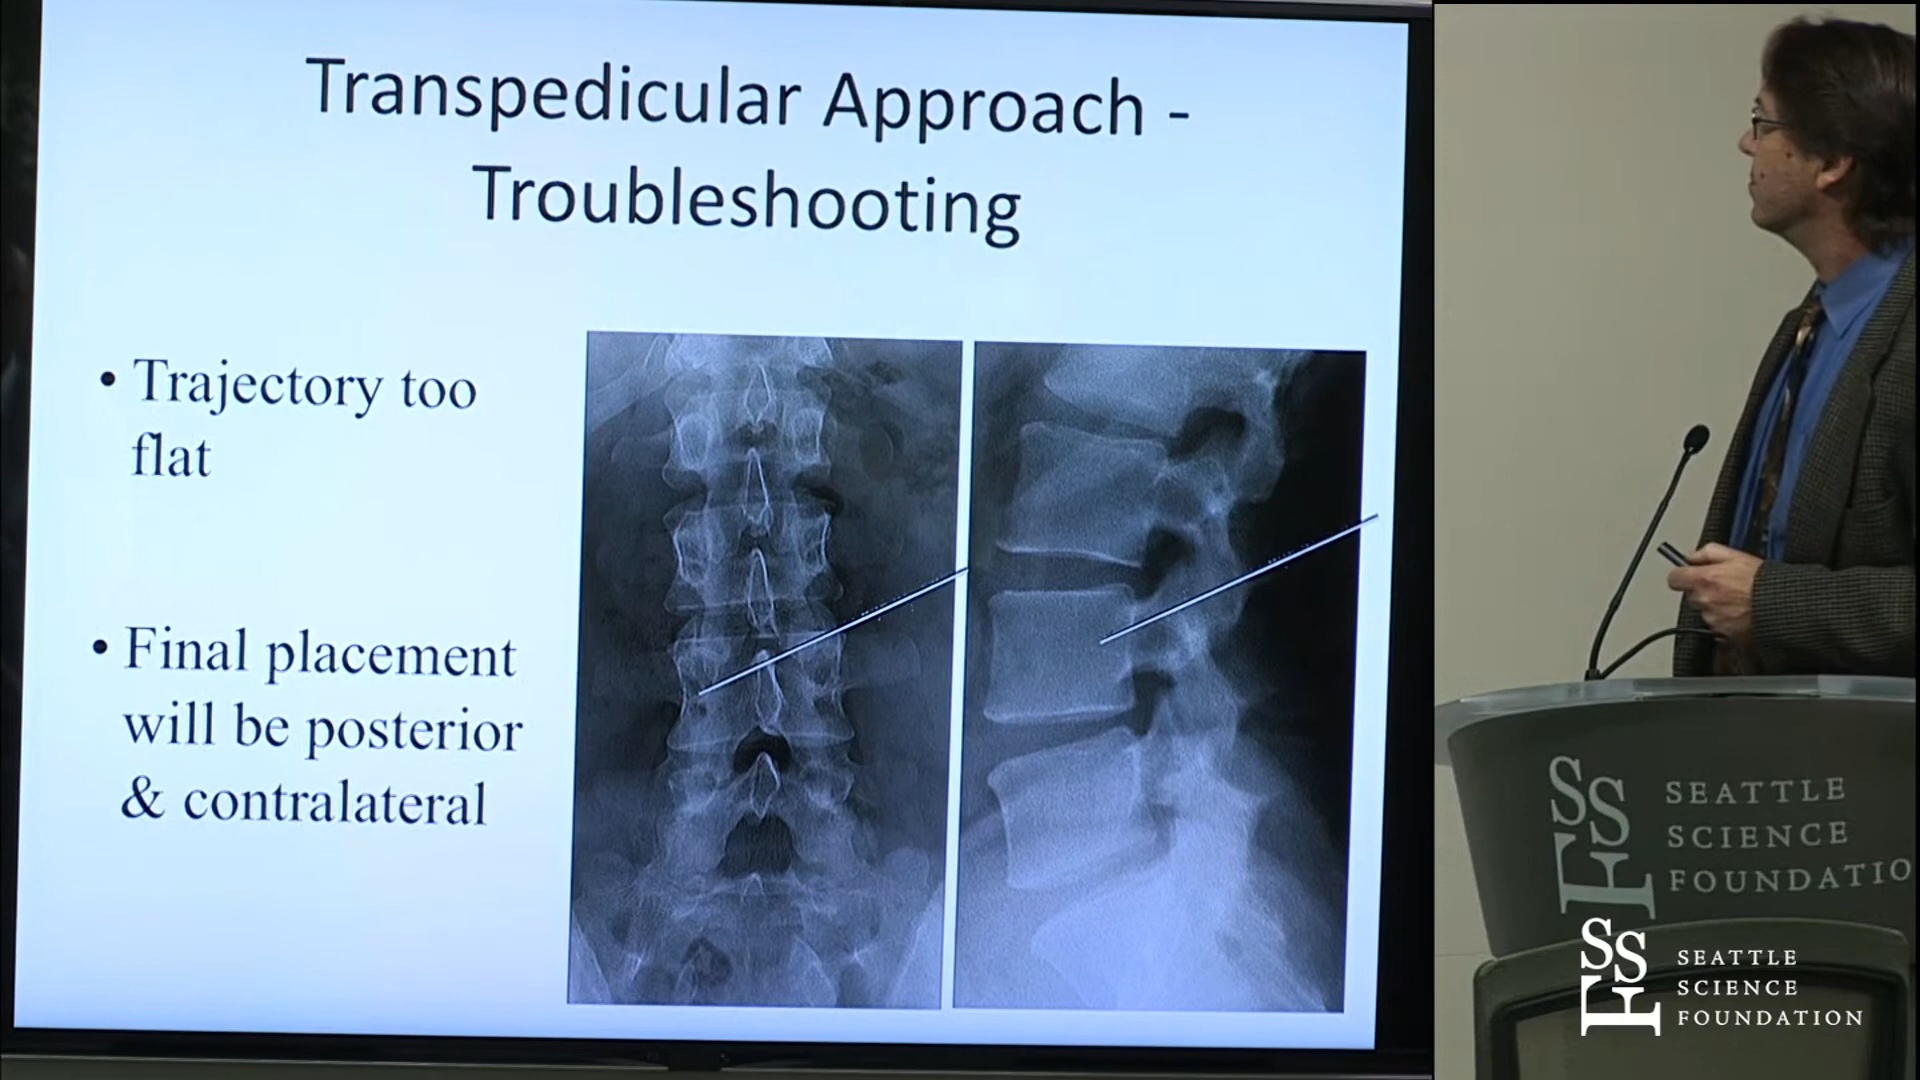 Transpedicular Approach -
Troubleshooting
• Trajectory too
flat
• Final placement
will be posterior
& contralateral
SSF SEATTLE
SCIENCE
FOUNDATIO
SSF SEATTLE
SCIENCE
FOUNDATION